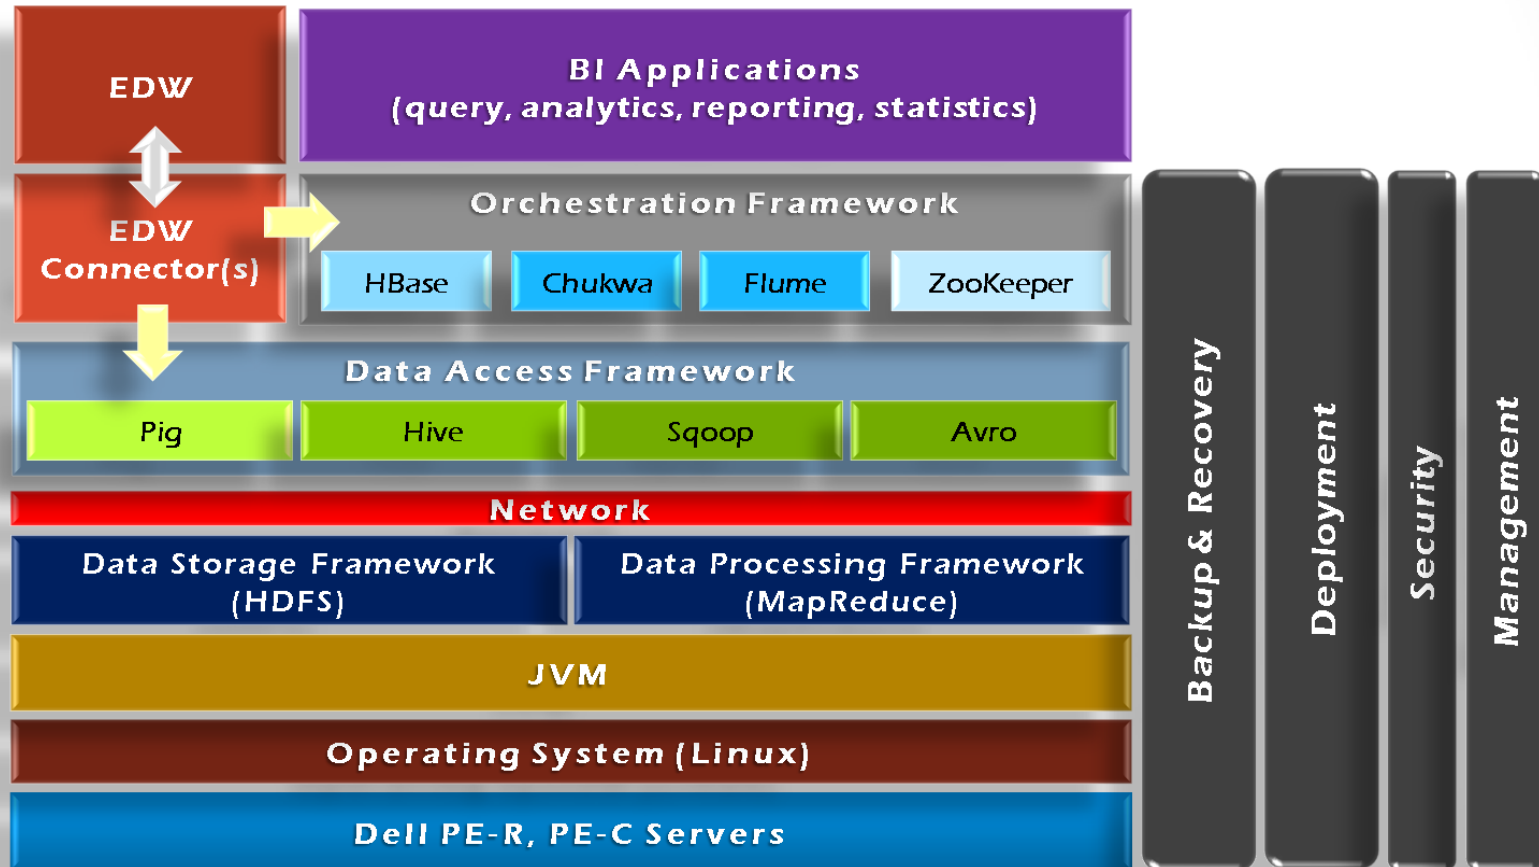 EDW
BI Applications
(query, analytics, reporting, statistics)
EDW
Connector(s)
Orchestration Framework
HBase
Chukwa
Flume
ZooKeeper
Data Access Framework
Pig
Hive
Sqoop
Avro
Network
Data Storage Framework
(HDFS)
Data Processing Framework
(MapReduce)
JVM
Operating System (Linux)
Dell PE-R, PE-C Servers
Backup & Recovery
Deployment
Security
Management